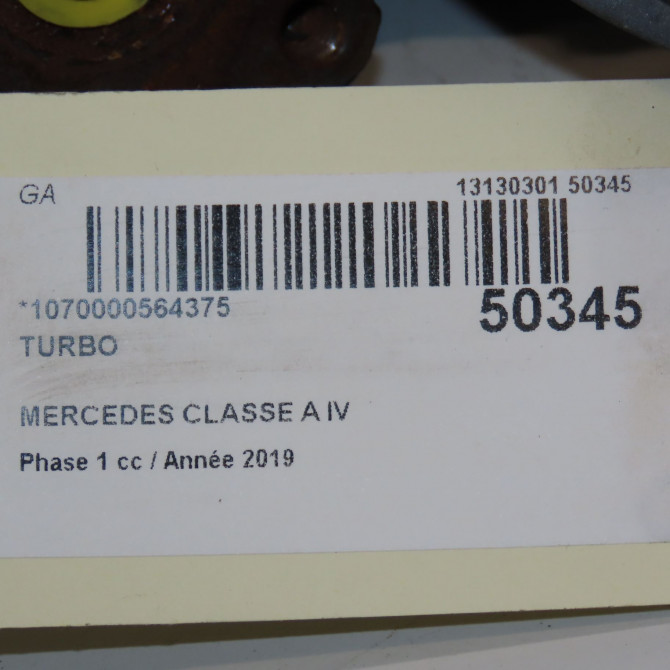 GA
13130301 50345
*1070000564375
50345
TURBO
MERCEDES CLASSE A IV
Phase 1 cc / Année 2019